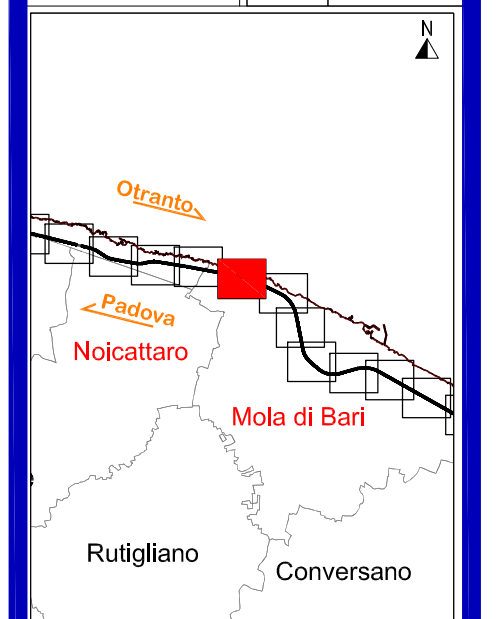 N
Otranto
Padova
Noicattaro
Mola di Bari
Rutigliano
Conversano